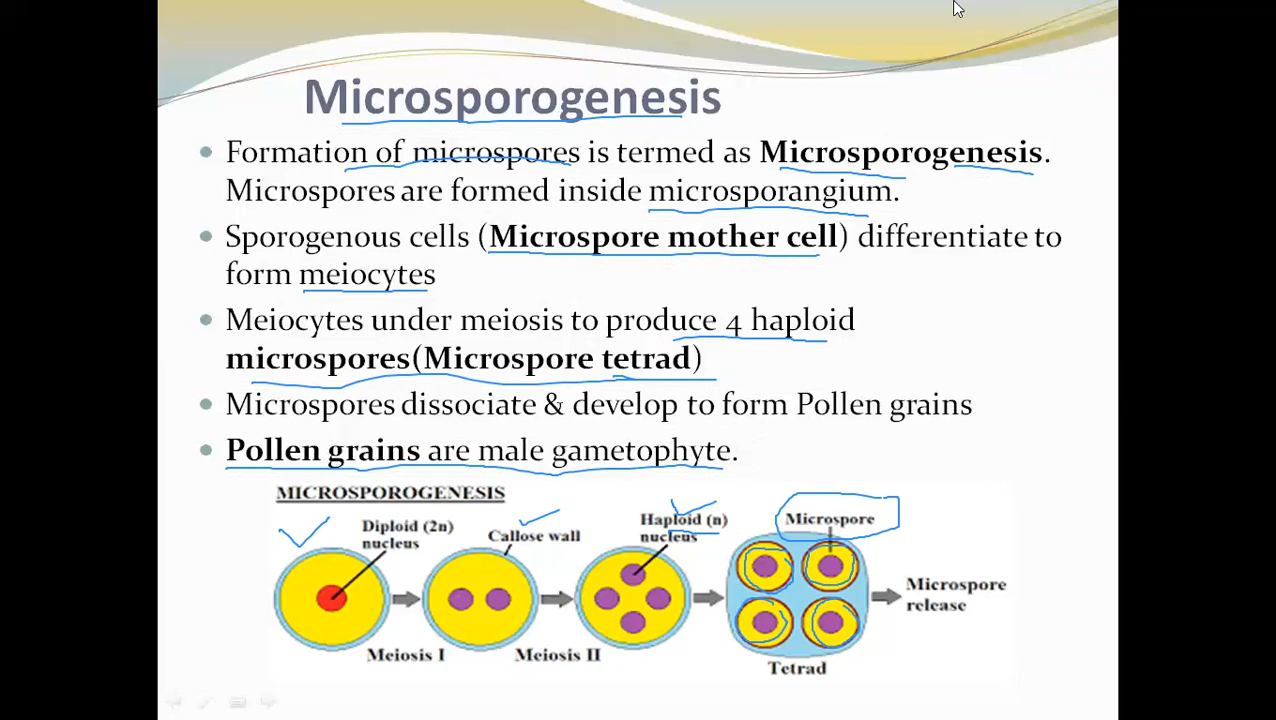 Microsporogenesis
Formation of microspores is termed as Microsporogenesis.
Microspores are formed inside microsporangium.
Sporogenous cells (Microspore mother cell) differentiate to
form meiocytes
Meiocytes under meiosis to produce 4 haploid
microspores(Microspore tetrad)
Microspores dissociate & develop to form Pollen grains
Pollen grains are male gametophyte.
MICROSPOROGENESIS
Diploid (2n)
nucleus
Callose wall
Haploid (n)
nucleus
Microspore
Microspore
release
Meiosis I
Meiosis II
Tetrad